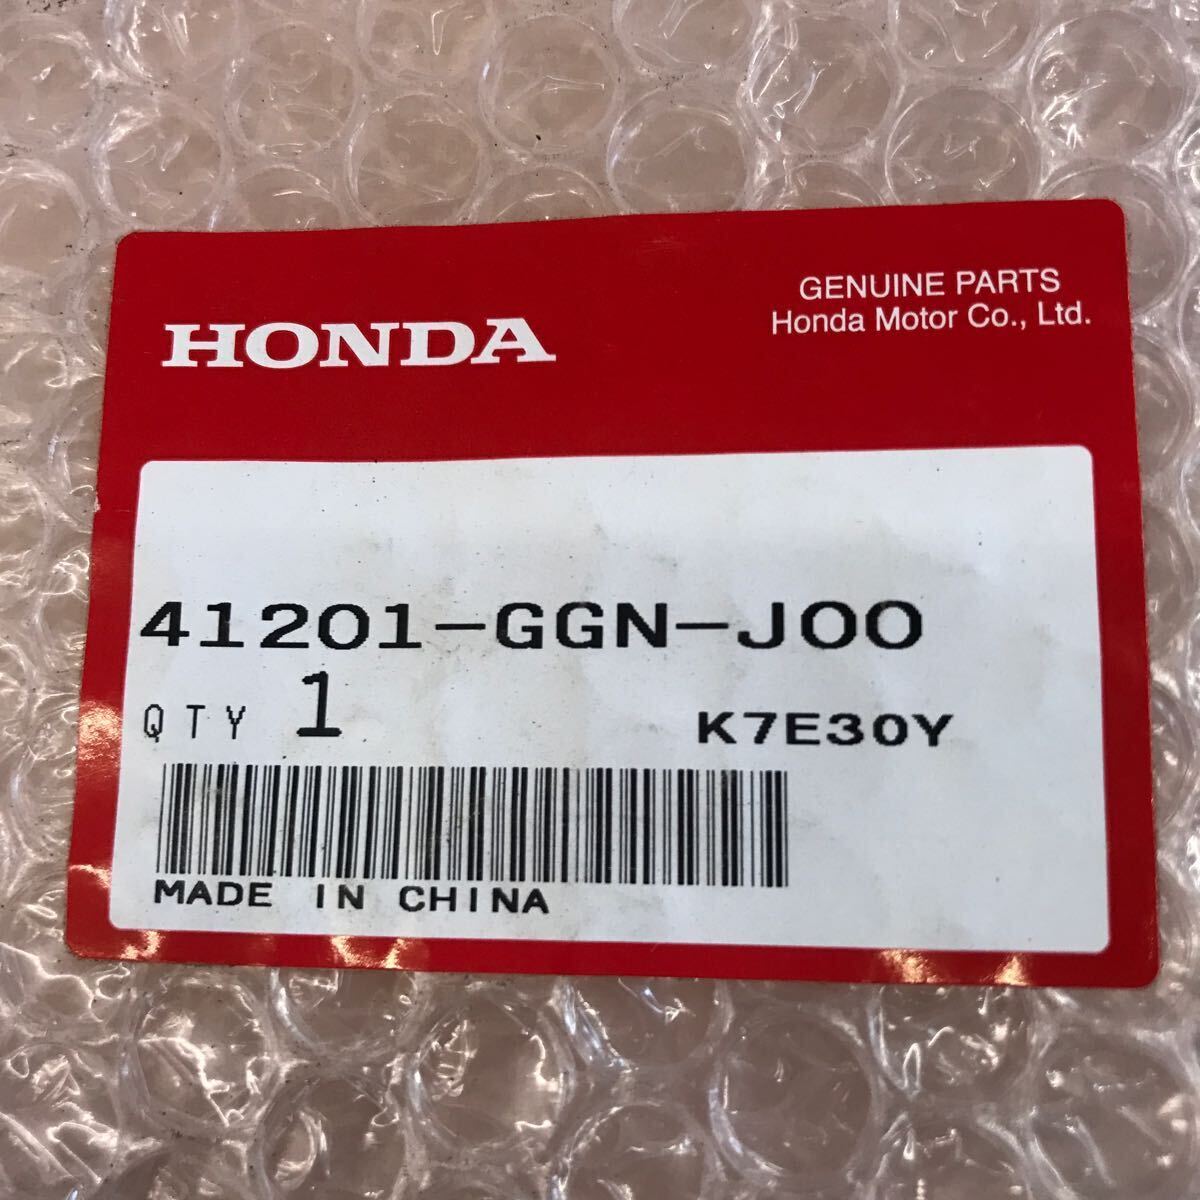 HONDA
GENUINE PARTS
Honda Motor Co., Ltd.
41201-GGN-J00
QTY 1
K7E30Y
MADE IN CHINA